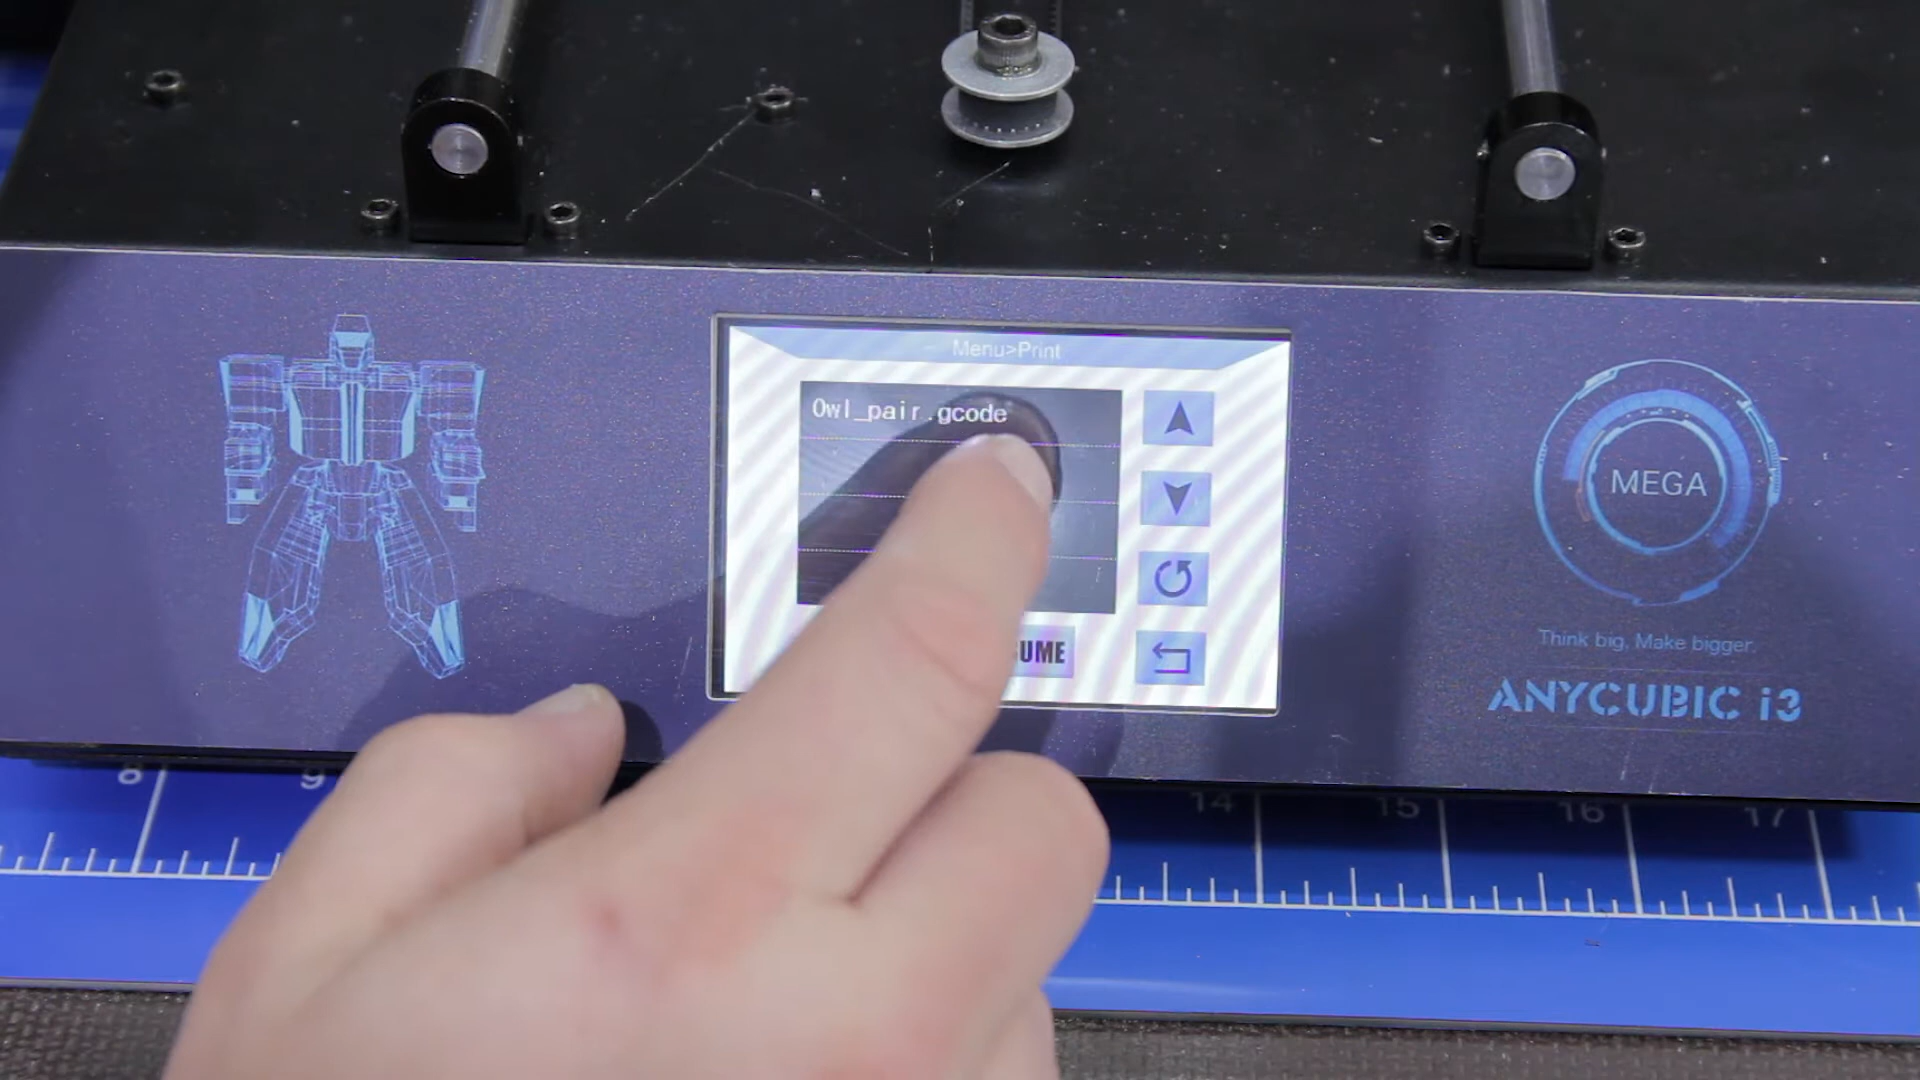 Menu>Print
Owl_pair.gcode
UME
MEGA
Think big, Make bigger.
ANYCUBIC i3
8
9
14
15
16
17